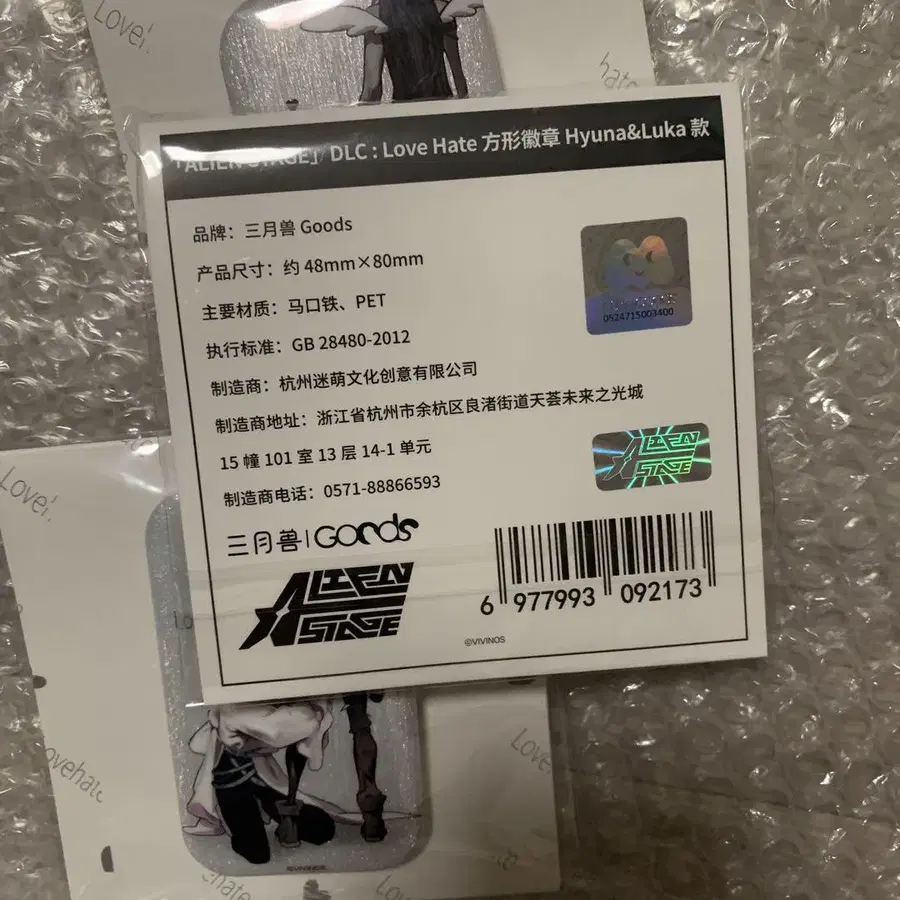 Love
hate
「ALIEN STAGE」DLC : Love Hate 方形徽章 Hyuna&Luka 款
品牌：三月兽 Goods
产品尺寸：约 48mm×80mm
主要材质：马口铁、PET
执行标准：GB 28480-2012
制造商：杭州迷萌文化创意有限公司
制造商地址：浙江省杭州市余杭区良渚街道天荟未来之光城
15 幢 101 室 13 层 14-1 单元
制造商电话：0571-88866593
0524715003400
ALIEN STAGE
三月兽 | Goods
ALIEN STAGE
6 977993 092173
©VIVINOS
Love
Lo
ovehate
Love
©VIVINOS
hate
Love